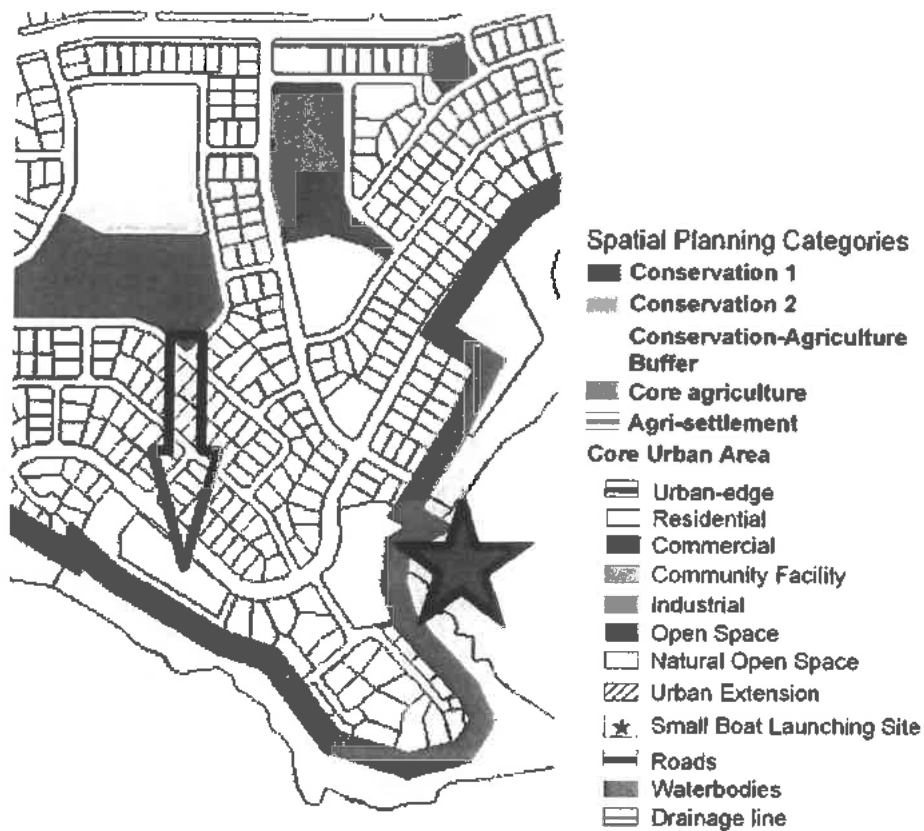 Spatial Planning Categories
Conservation 1
Conservation 2
Conservation-Agriculture
Buffer
Core agriculture
Agri-settlement
Core Urban Area
Urban-edge
Residential
Commercial
Community Facility
Industrial
Open Space
Natural Open Space
Urban Extension
Small Boat Launching Site
Roads
Waterbodies
Drainage line